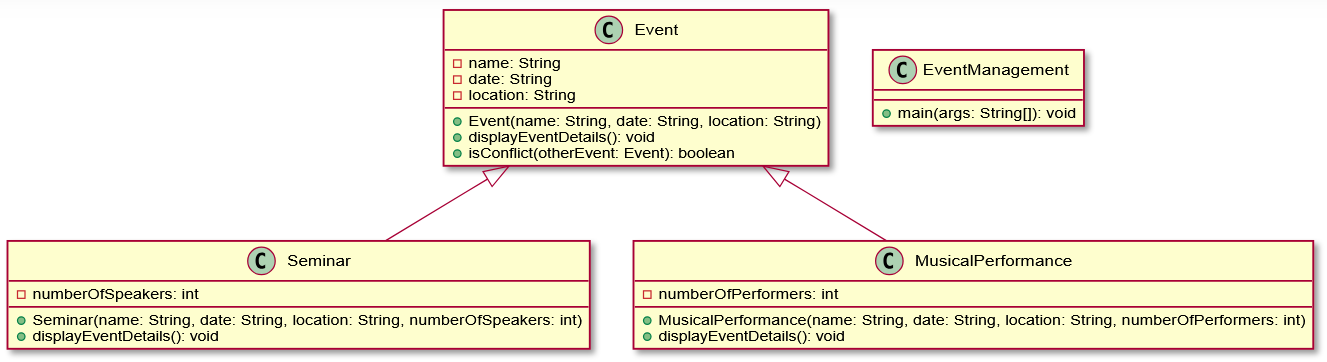 C Event
name: String
date: String
location: String
Event(name: String, date: String, location: String)
displayEventDetails(): void
isConflict(otherEvent: Event): boolean
C EventManagement
main(args: String[]): void
C Seminar
numberOfSpeakers: int
Seminar(name: String, date: String, location: String, numberOfSpeakers: int)
displayEventDetails(): void
C MusicalPerformance
numberOfPerformers: int
MusicalPerformance(name: String, date: String, location: String, numberOfPerformers: int)
displayEventDetails(): void